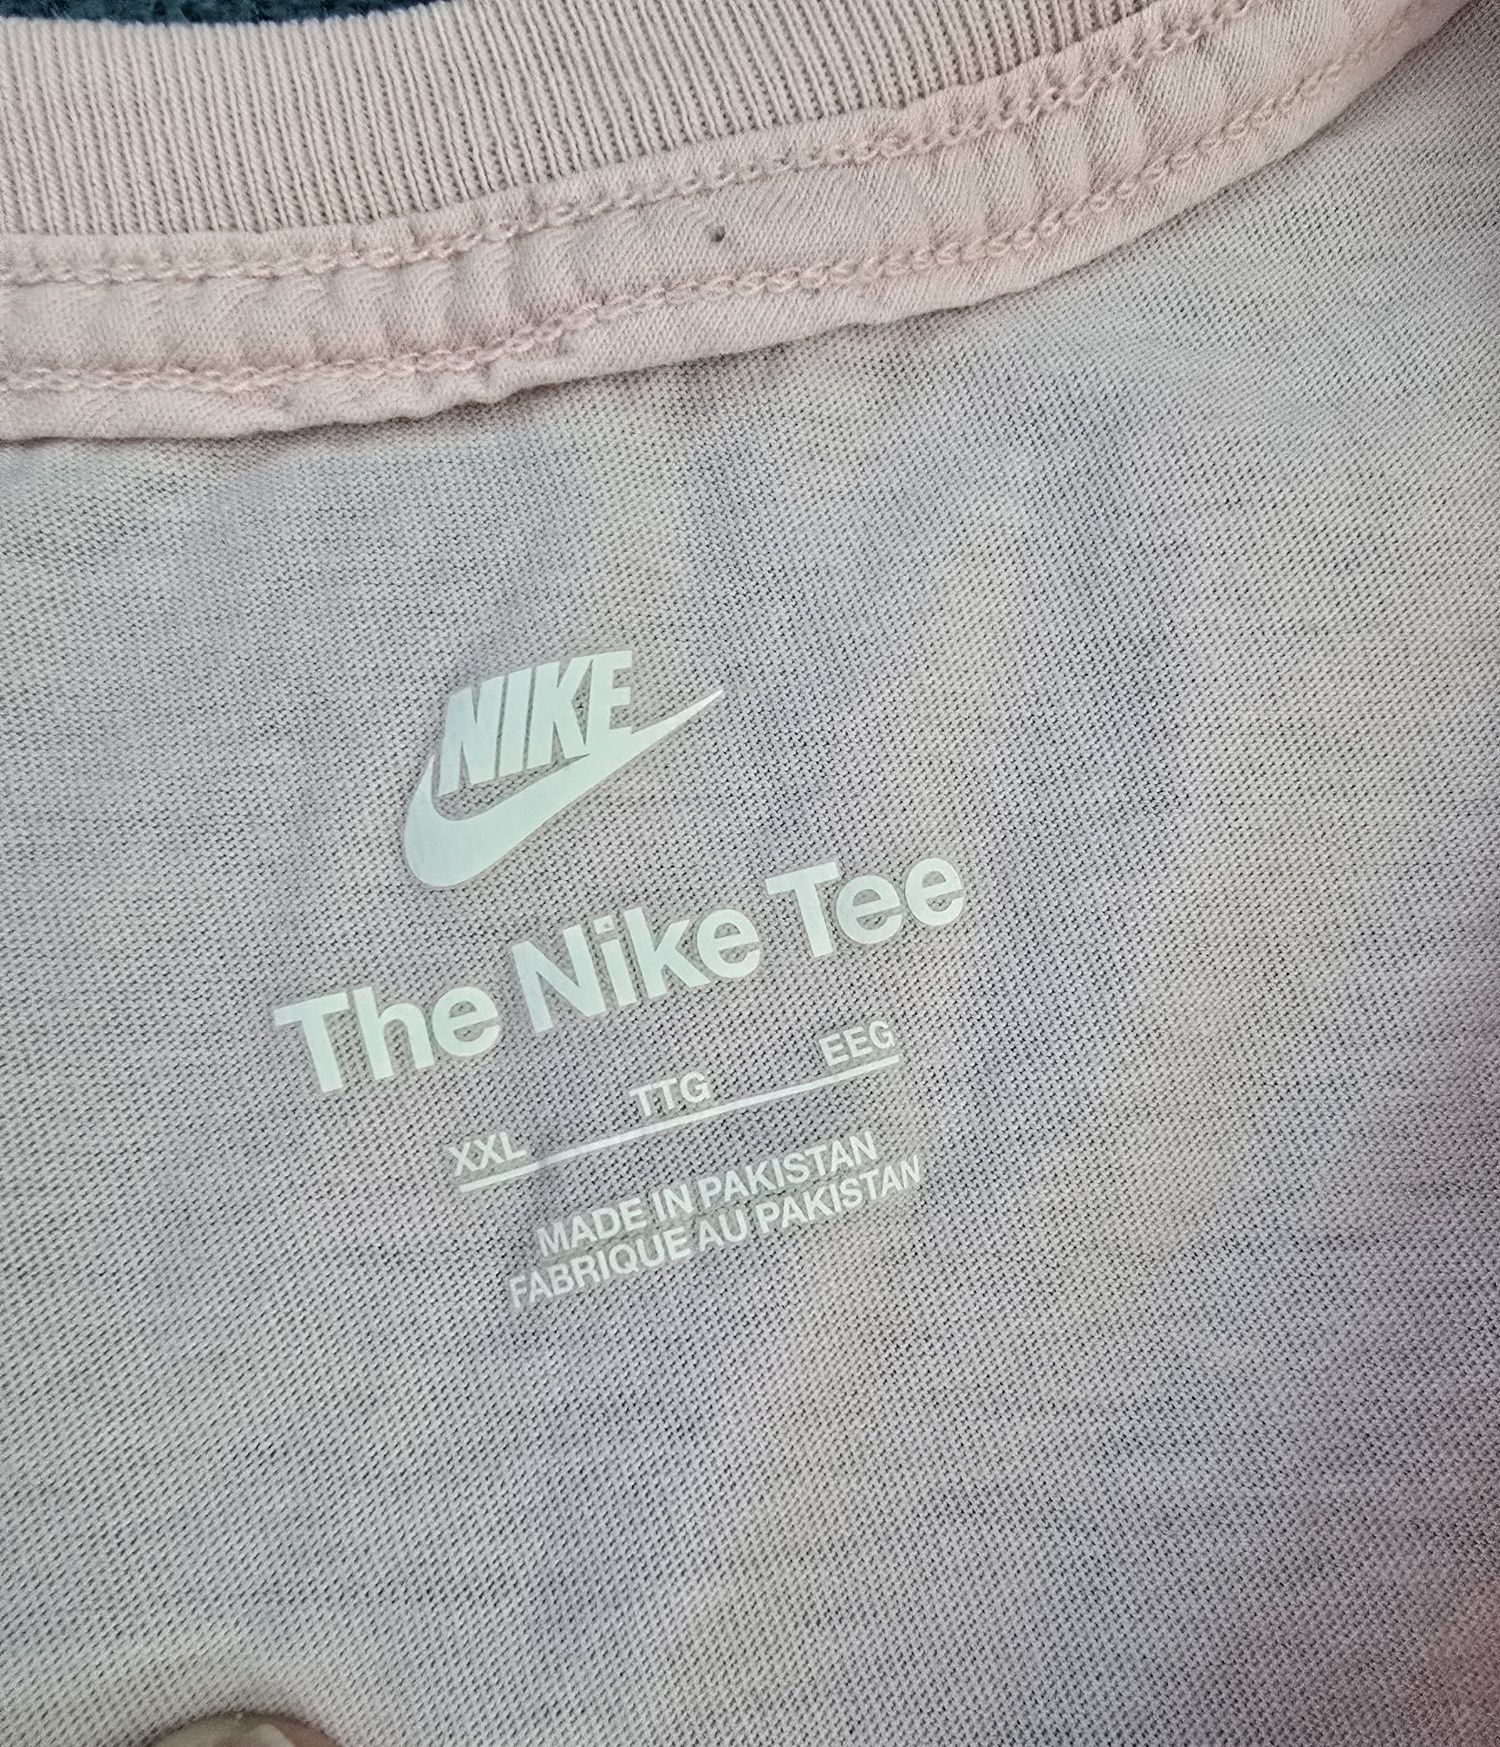 NIKE
The Nike Tee
XXL TTG EEG
MADE IN PAKISTAN
FABRIQUE AU PAKISTAN